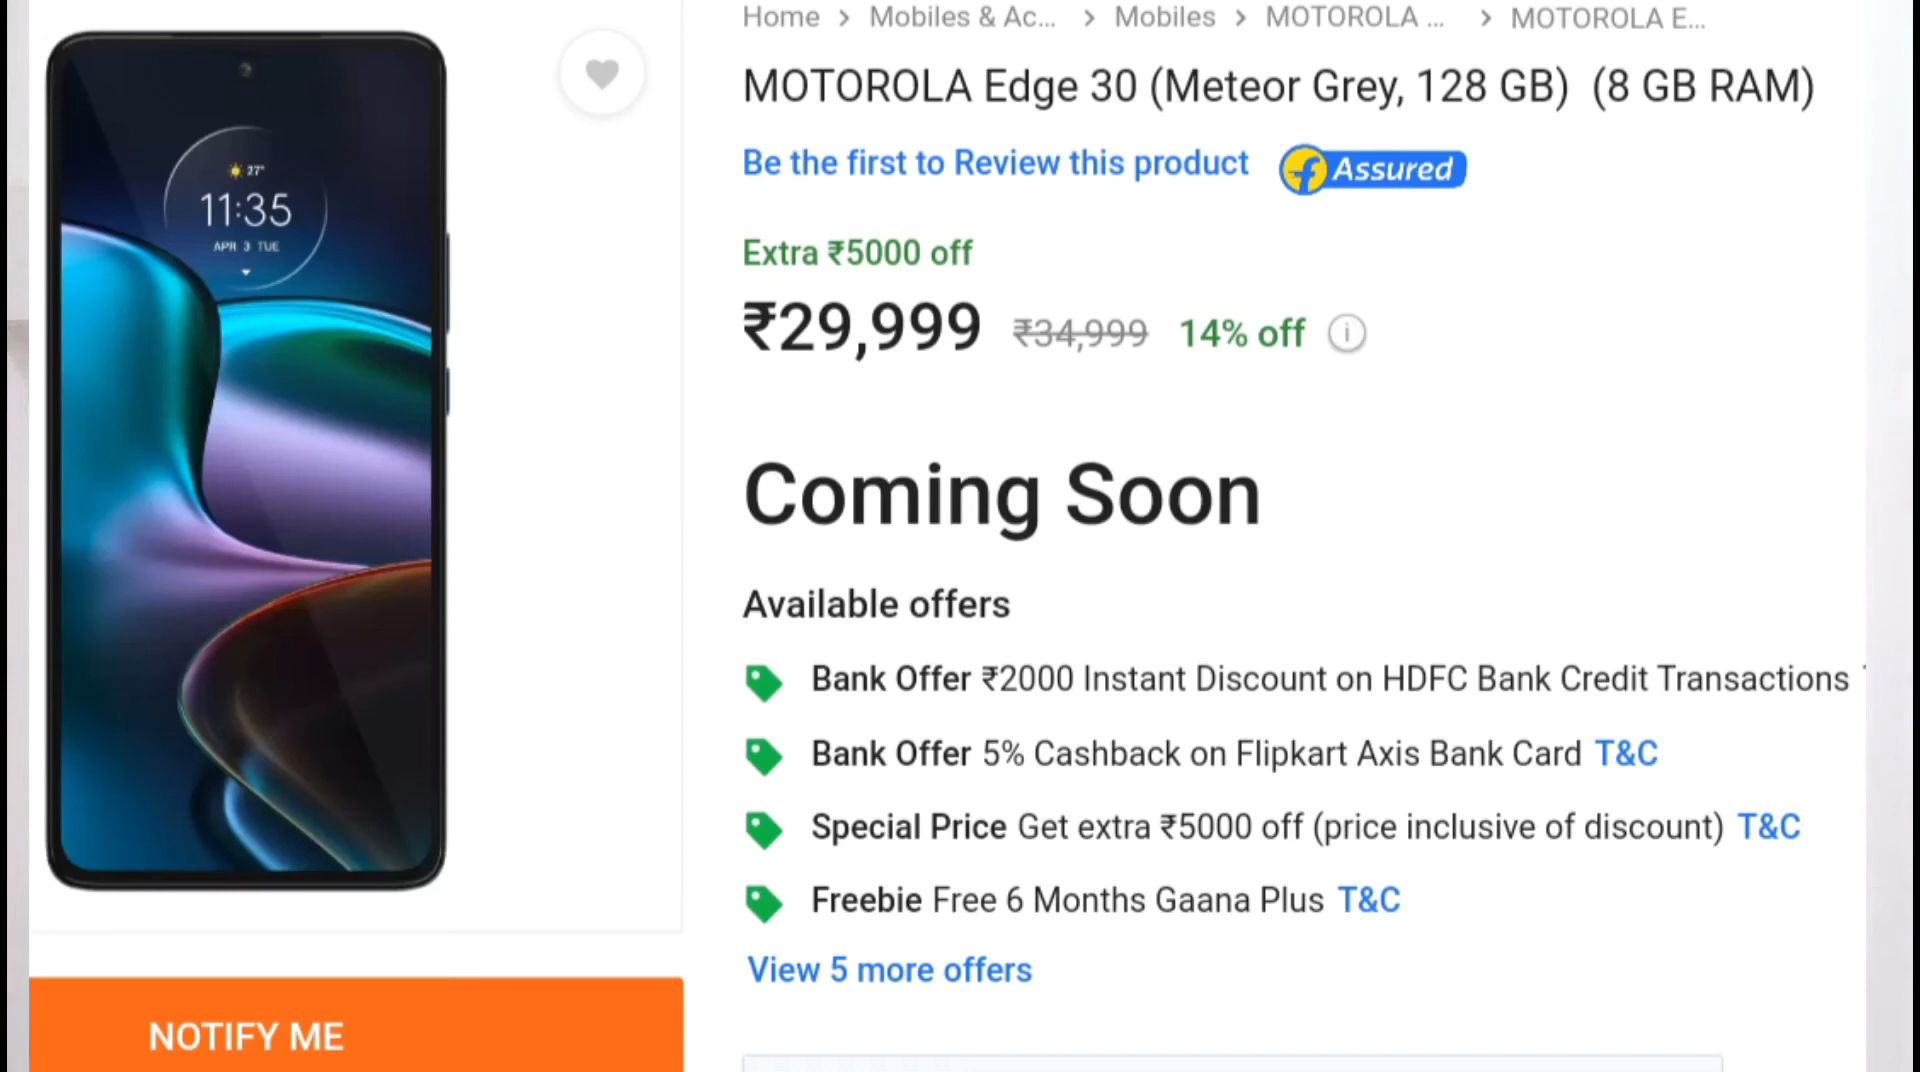 Home > Mobiles & Ac... > Mobiles > MOTOROLA ... > MOTOROLA E...
MOTOROLA Edge 30 (Meteor Grey, 128 GB) (8 GB RAM)
Be the first to Review this product
f Assured
Extra ₹5000 off
₹29,999 ₹34,999 14% off i
27°
11:35
APR 3 TUE
Coming Soon
Available offers
Bank Offer ₹2000 Instant Discount on HDFC Bank Credit Transactions
Bank Offer 5% Cashback on Flipkart Axis Bank Card T&C
Special Price Get extra ₹5000 off (price inclusive of discount) T&C
Freebie Free 6 Months Gaana Plus T&C
View 5 more offers
NOTIFY ME